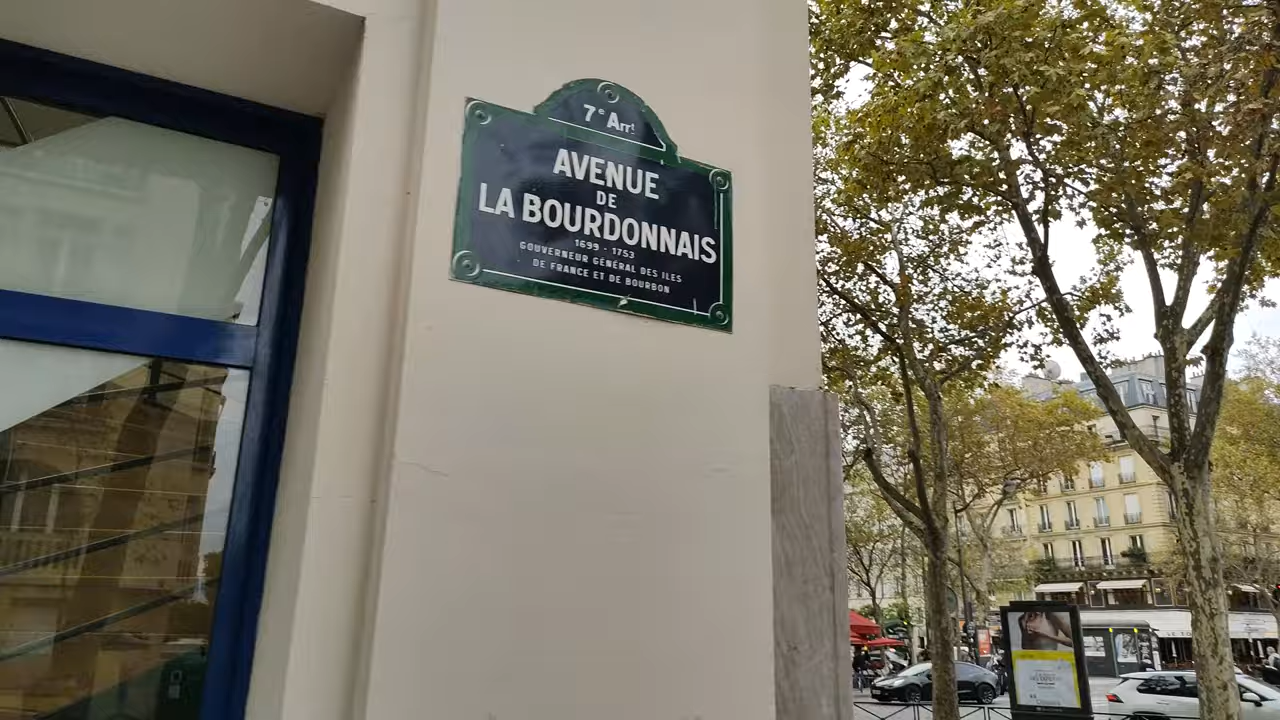 7e Arrt
AVENUE
DE
LA BOURDONNAIS
1699 - 1753
GOUVERNEUR GÉNÉRAL DES ILES
DE FRANCE ET DE BOURBON